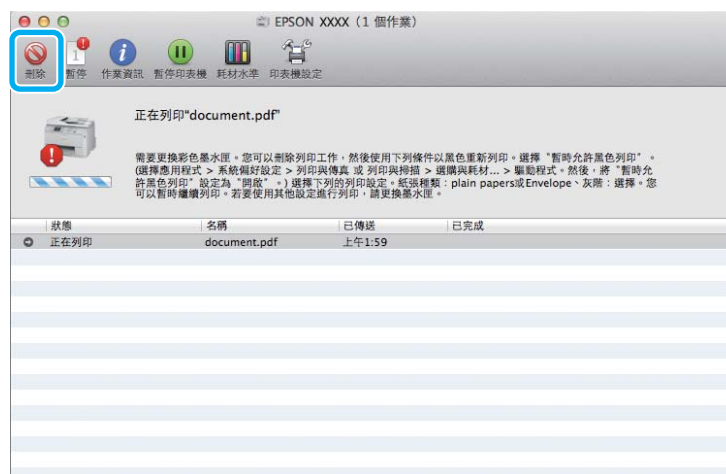 EPSON XXXX（1 個作業）
刪除 暫停 作業資訊 暫停印表機 耗材水準 印表機設定
正在列印"document.pdf"
需要更換彩色墨水匣。您可以刪除列印工作，然後使用下列條件以黑色重新列印。選擇"暫時允許黑色列印"。
(選擇應用程式 > 系統偏好設定 > 列印與傳真 或 列印與掃描 > 選購與耗材... > 驅動程式。然後，將"暫時允
許黑色列印"設定為"開啟"。) 選擇下列的列印設定。紙張種類：plain papers或Envelope、灰階：選擇。您
可以暫時繼續列印。若要使用其他設定進行列印，請更換墨水匣。
狀態 名稱 已傳送 已完成
正在列印 document.pdf 上午1:59